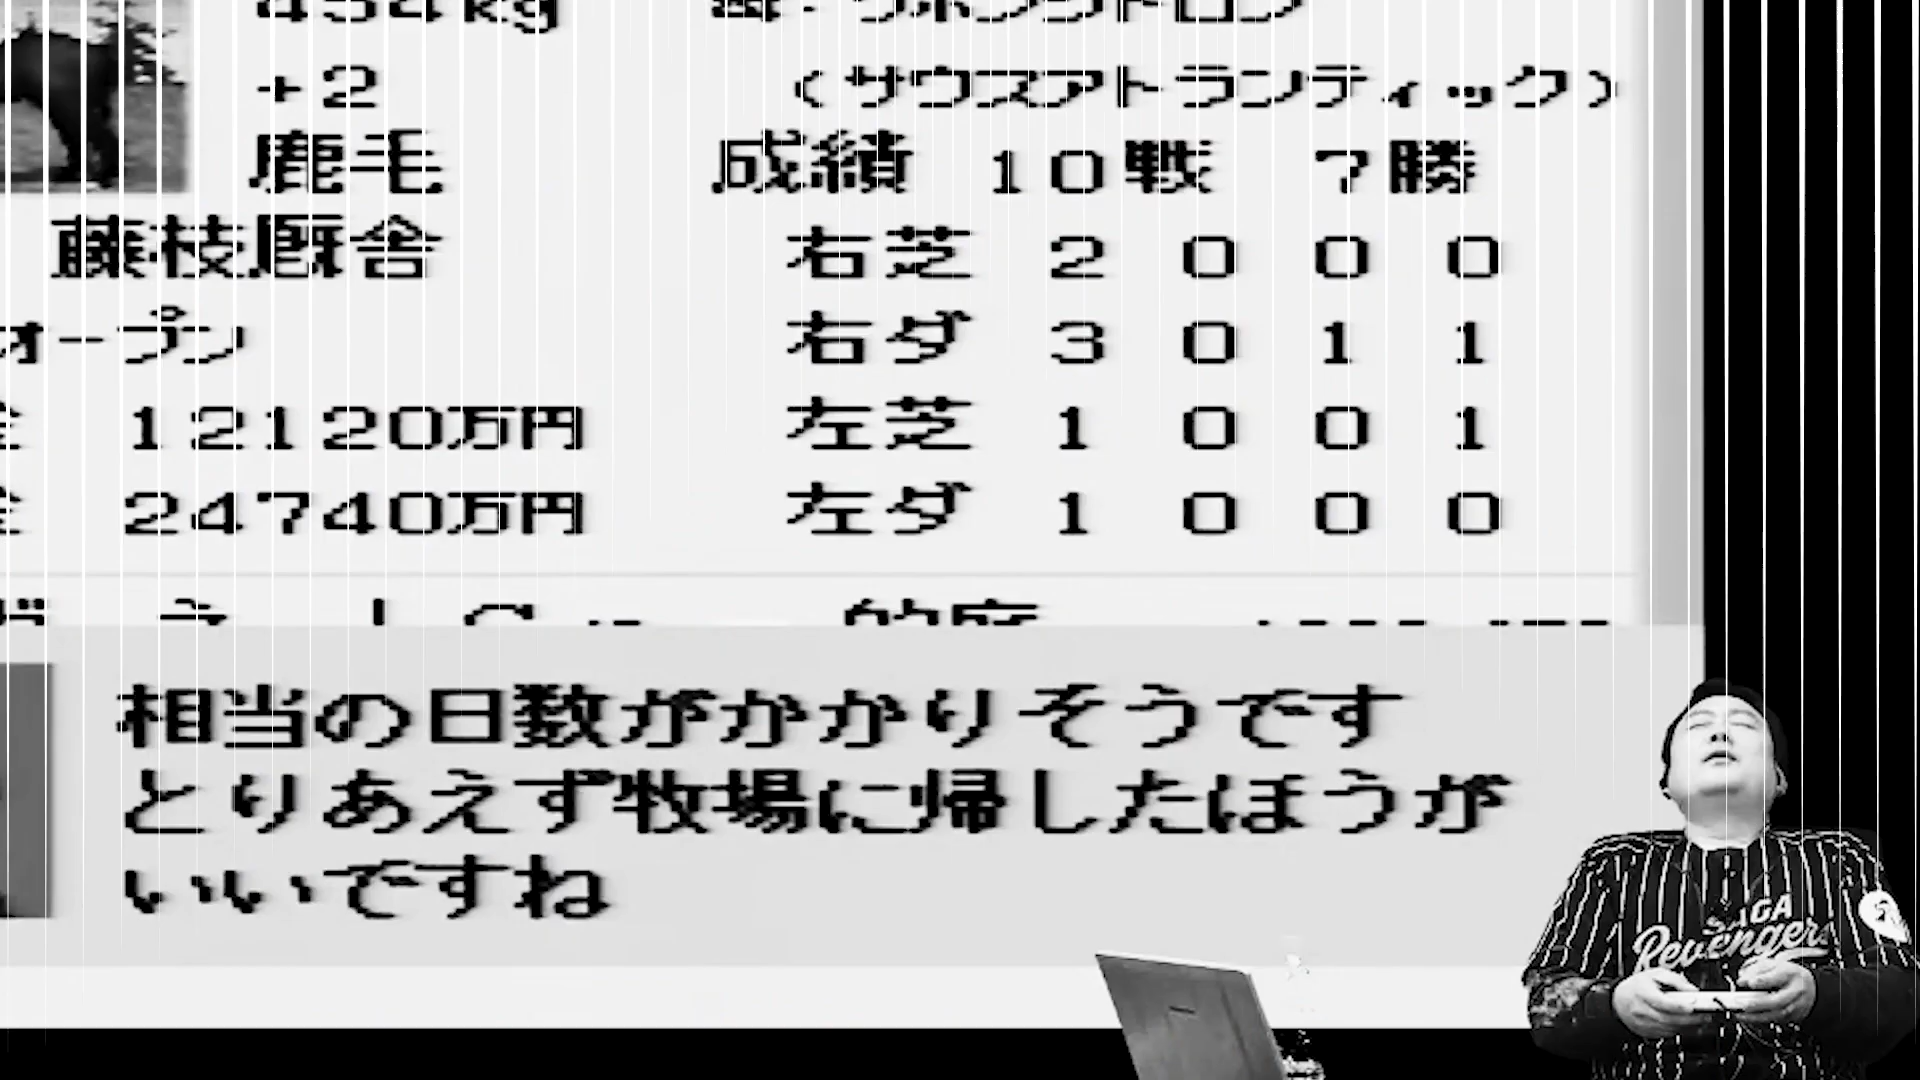 +2
(サウスアトランティック)
鹿毛
成績 10戦 7勝
藤枝厩舎
右芝 2 0 0 0
オープン
右ダ 3 0 1 1
12120万円
左芝 1 0 0 1
24740万円
左ダ 1 0 0 0
相当の日数がかかりそうです
とりあえず牧場に帰したほうが
いいですね
SAGA
Revengers